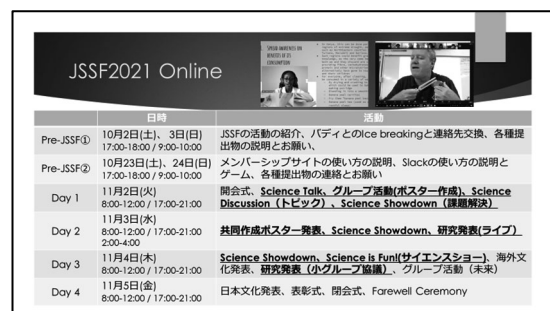 JSSF2021 Online
日時 活動
Pre-JSSF① 10月2日(土)、3日(日) JSSFの活動の紹介、バディとのIce breakingと連絡先交換、各種提
17:00-18:00 / 9:00-10:00 出物の説明とお願い、
Pre-JSSF② 10月23日(土)、24日(日) メンバーシップサイトの使い方の説明、Slackの使い方の説明と
17:00-18:00 / 9:00-10:00 ゲーム、各種提出物の連絡とお願い
Day 1 11月2日(火) 開会式、Science Talk、グループ活動(ポスター作成)、Science
8:00-12:00 / 17:00-21:00 Discussion（トピック）、Science Showdown（課題解決）
Day 2 11月3日(水)
8:00-12:00 / 17:00-21:00 共同作成ポスター発表、Science Showdown、研究発表(ライブ）
2:00-4:00
Day 3 11月4日(木) Science Showdown、Science is Fun!(サイエンスショー)、海外文
8:00-12:00 / 17:00-21:00 化発表、研究発表（小グループ協議）、グループ活動（未来）
Day 4 11月5日(金) 日本文化発表、表彰式、閉会式、Farewell Ceremony
8:00-12:00 / 17:00-21:00